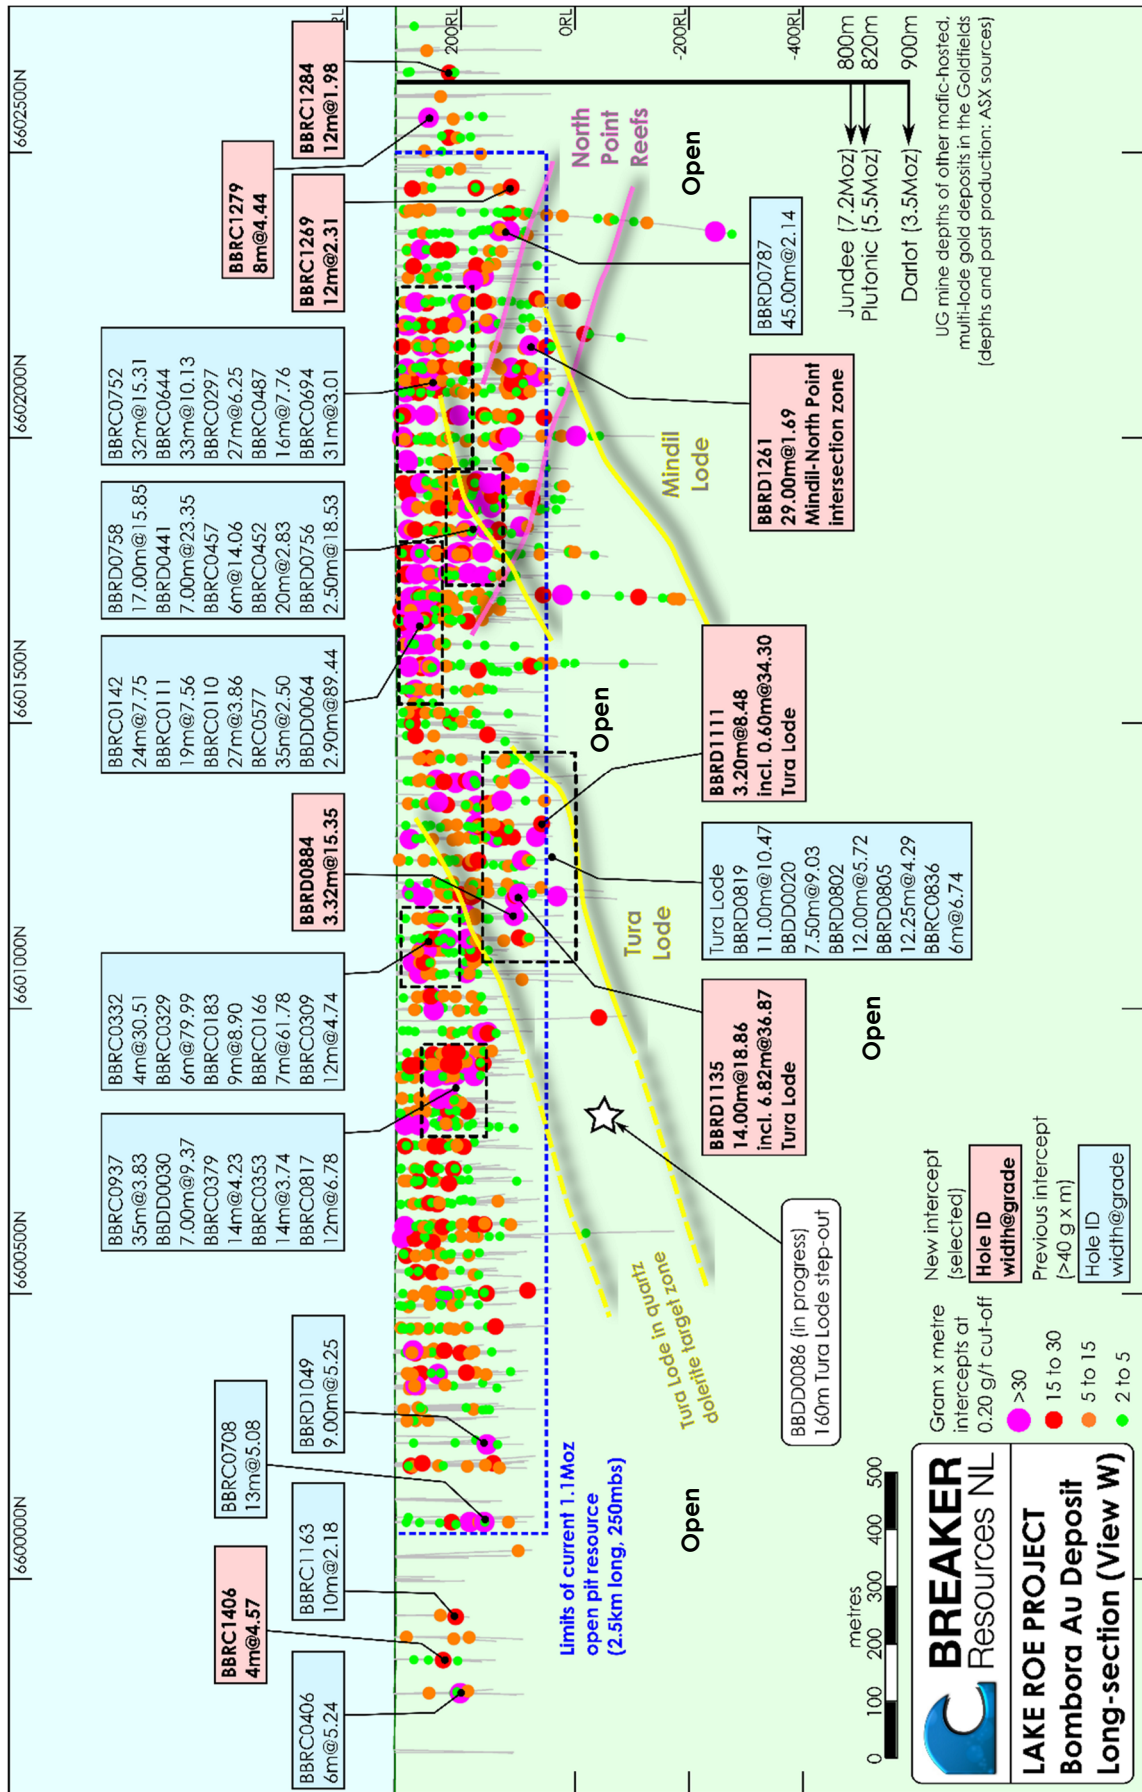 6600000N
6600500N
6601000N
6601500N
6602000N
6602500N
BBRC0406
6m@5.24
BBRC1406
4m@4.57
BBRC1163
10m@2.18
BBRC0708
13m@5.08
BBRD1049
9.00m@5.25
BBRC0937
35m@3.83
BBDD0030
7.00m@9.37
BBRC0379
14m@4.23
BBRC0353
14m@3.74
BBRC0817
12m@6.78
BBRC0332
4m@30.51
BBRC0329
6m@79.99
BBRC0183
9m@8.90
BBRC0166
7m@61.78
BBRC0309
12m@4.74
BBRD0884
3.32m@15.35
BBRC0142
24m@7.75
BBRC0111
19m@7.56
BBRC0110
27m@3.86
BRC0577
35m@2.50
BBDD0064
2.90m@89.44
BBRD0758
17.00m@15.85
BBRD0441
7.00m@23.35
BBRC0457
6m@14.06
BBRC0452
20m@2.83
BBRD0756
2.50m@18.53
BBRC0752
32m@15.31
BBRC0644
33m@10.13
BBRC0297
27m@6.25
BBRC0487
16m@7.76
BBRC0694
31m@3.01
BBRC1279
8m@4.44
BBRC1269
12m@2.31
BBRC1284
12m@1.98
200RL
0RL
-200RL
-400RL
Limits of current 1.1Moz
open pit resource
(2.5km long, 250mbs)
Open
Tura Lode in quartz
dolerite target zone
BBDD0086 (in progress)
160m Tura Lode step-out
Tura
Lode
Open
BBRD1135
14.00m@18.86
incl. 6.82m@36.87
Tura Lode
Tura Lode
BBRD0819
11.00m@10.47
BBDD0020
7.50m@9.03
BBRD0802
12.00m@5.72
BBRD0805
12.25m@4.29
BBRC0836
6m@6.74
Open
BBRD1111
3.20m@8.48
incl. 0.60m@34.30
Tura Lode
Mindil
Lode
BBRD1261
29.00m@1.69
Mindil-North Point
intersection zone
North
Point
Reefs
Open
BBRD0787
45.00m@2.14
Jundee (7.2Moz)
800m
Plutonic (5.5Moz)
820m
Darlot (3.5Moz)
900m
UG mine depths of other mafic-hosted,
multi-lode gold deposits in the Goldfields
(depths and past production: ASX sources)
metres
0
100
200
300
400
500
BREAKER
Resources NL
LAKE ROE PROJECT
Bombora Au Deposit
Long-section (View W)
Gram x metre
intercepts at
0.20 g/t cut-off
>30
15 to 30
5 to 15
2 to 5
New intercept
(selected)
Hole ID
width@grade
Previous intercept
(>40 g x m)
Hole ID
width@grade